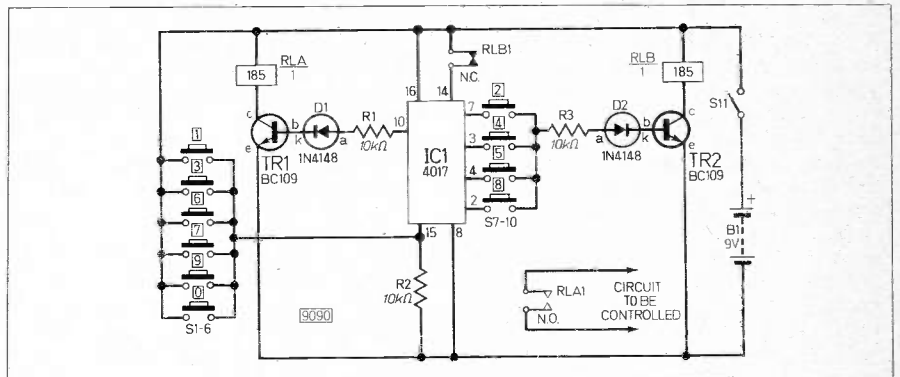 RLA
1
185
D1
1N4148
b
k
a
c
e
TR1
BC109
R1
10kΩ
16
14
10
IC1
4017
7
3
4
2
15
8
RLB1
N.C.
2
4
5
8
S7-10
R3
10kΩ
D2
1N4148
a
k
b
c
e
TR2
BC109
RLB
1
185
S11
+
B1
9V
1
3
6
7
9
0
S1-6
R2
10kΩ
9090
RLA1
N.O.
CIRCUIT
TO BE
CONTROLLED